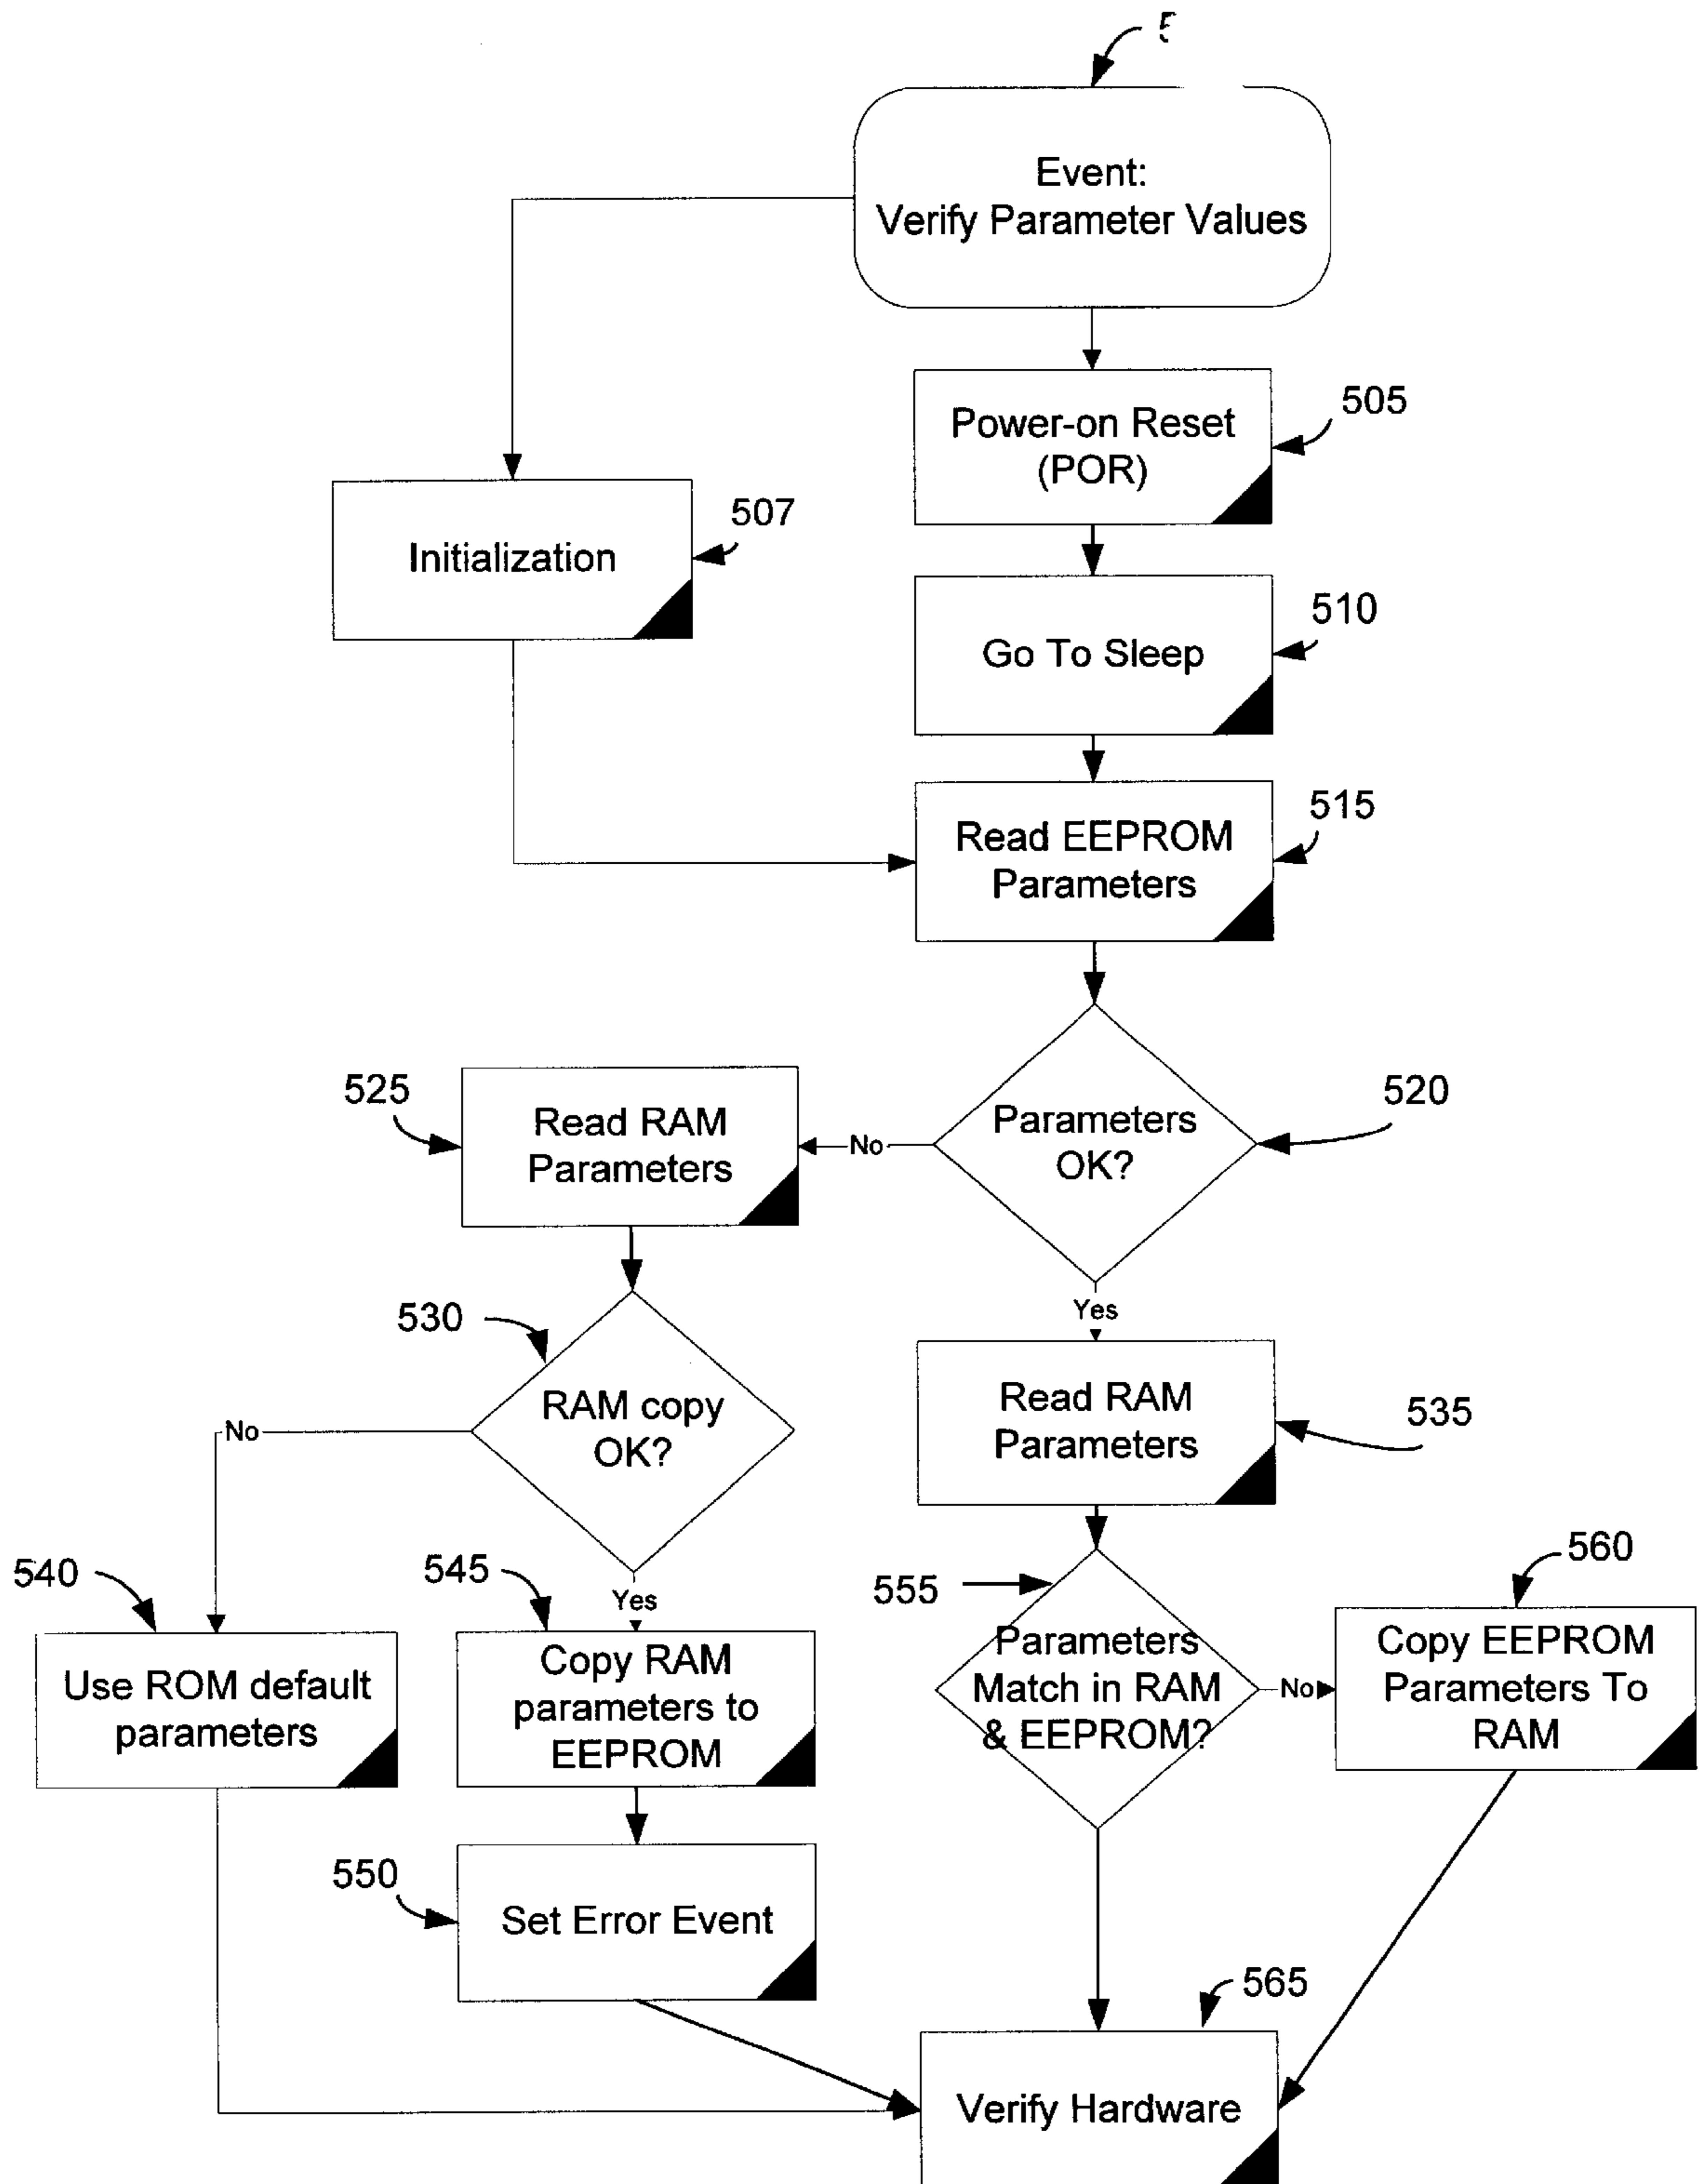 Event:
Verify Parameter Values
Power-on Reset
(POR)
505
Initialization
507
Go To Sleep
510
Read EEPROM
Parameters
515
Parameters
OK?
520
No
Yes
525
Read RAM
Parameters
530
RAM copy
OK?
No
Yes
Read RAM
Parameters
535
540
Use ROM default
parameters
545
Copy RAM
parameters to
EEPROM
555
Parameters
Match in RAM
& EEPROM?
No
560
Copy EEPROM
Parameters To
RAM
550
Set Error Event
565
Verify Hardware